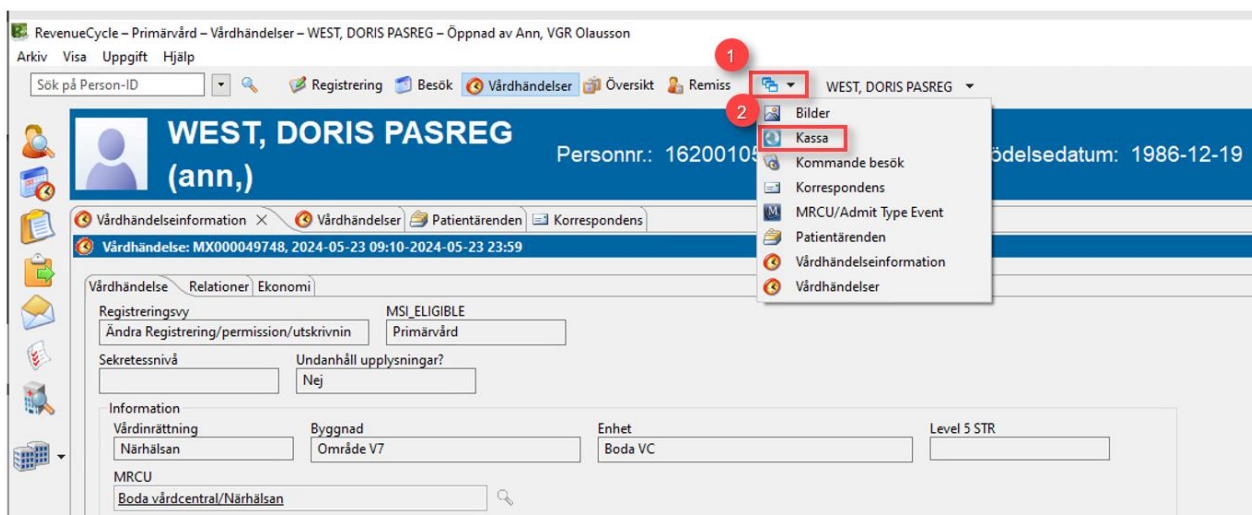 RevenueCycle – Primärvård – Vårdhändelser – WEST, DORIS PASREG – Öppnad av Ann, VGR Olausson
Arkiv Visa Uppgift Hjälp
1
Sök på Person-ID Registrering Besök Vårdhändelser Översikt Remiss WEST, DORIS PASREG
2
Bilder
Kassa
Kommande besök
Korrespondens
MRCU/Admit Type Event
Patientärenden
Vårdhändelseinformation
Vårdhändelser
WEST, DORIS PASREG
(ann,)
Personnr.: 16200105
ödelsedatum: 1986-12-19
Vårdhändelseinformation Vårdhändelser Patientärenden Korrespondens
Vårdhändelse: MX000049748, 2024-05-23 09:10-2024-05-23 23:59
Vårdhändelse Relationer Ekonomi
Registreringsvy MSI_ELIGIBLE
Ändra Registrering/permission/utskrivnin Primärvård
Sekretessnivå Undanhåll upplysningar?
Nej
Information
Vårdinrättning Byggnad Enhet Level 5 STR
Närhälsan Område V7 Boda VC
MRCU
Boda vårdcentral/Närhälsan